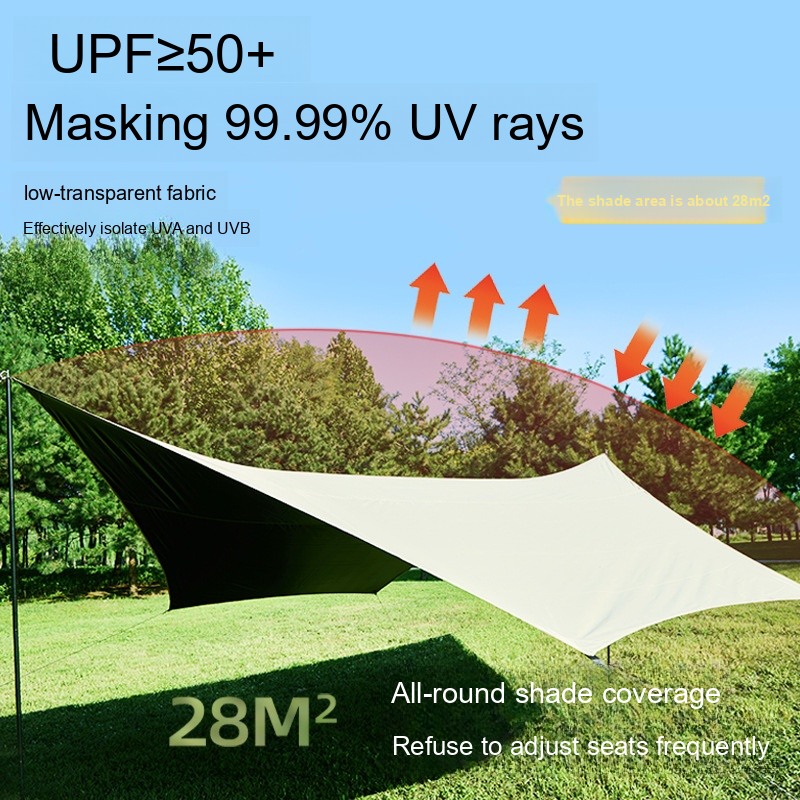 UPF≥50+
Masking 99.99% UV rays
low-transparent fabric
Effectively isolate UVA and UVB
The shade area is about 28m2
28M²
All-round shade coverage
Refuse to adjust seats frequently